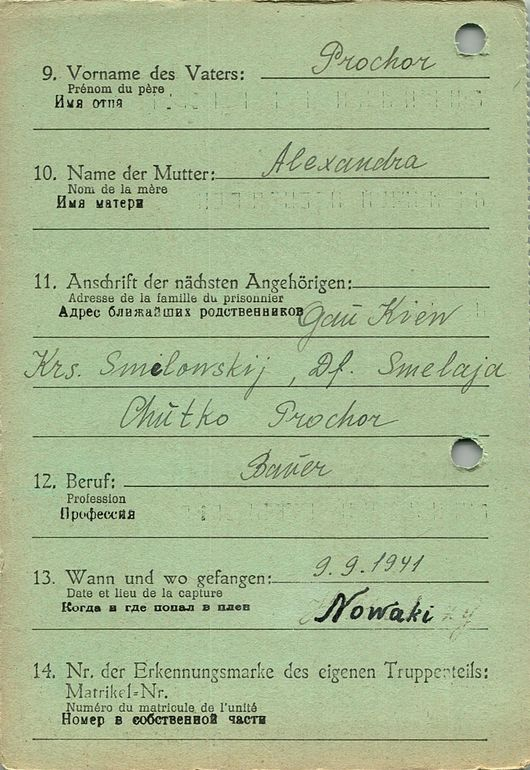 Prochor
9. Vorname des Vaters:
Prénom du père
Имя отца
Alexandra
10. Name der Mutter:
Nom de la mère
Имя матери
11. Anschrift der nächsten Angehörigen:
Adresse de la famille du prisonnier
Адрес ближайших родственников Gau Kiew
Krs. Smelowskij, Df. Smelaja
Chutko Prochor
Bauer
12. Beruf:
Profession
Профессия
13. Wann und wo gefangen: 9.9.1941
Date et lieu de la capture
Когда и где попал в плен Nowaki
14. Nr. der Erkennungsmarke des eigenen Truppenteils:
Matrikel-Nr.
Numéro du matricule de l'unité
Номер в собственной части